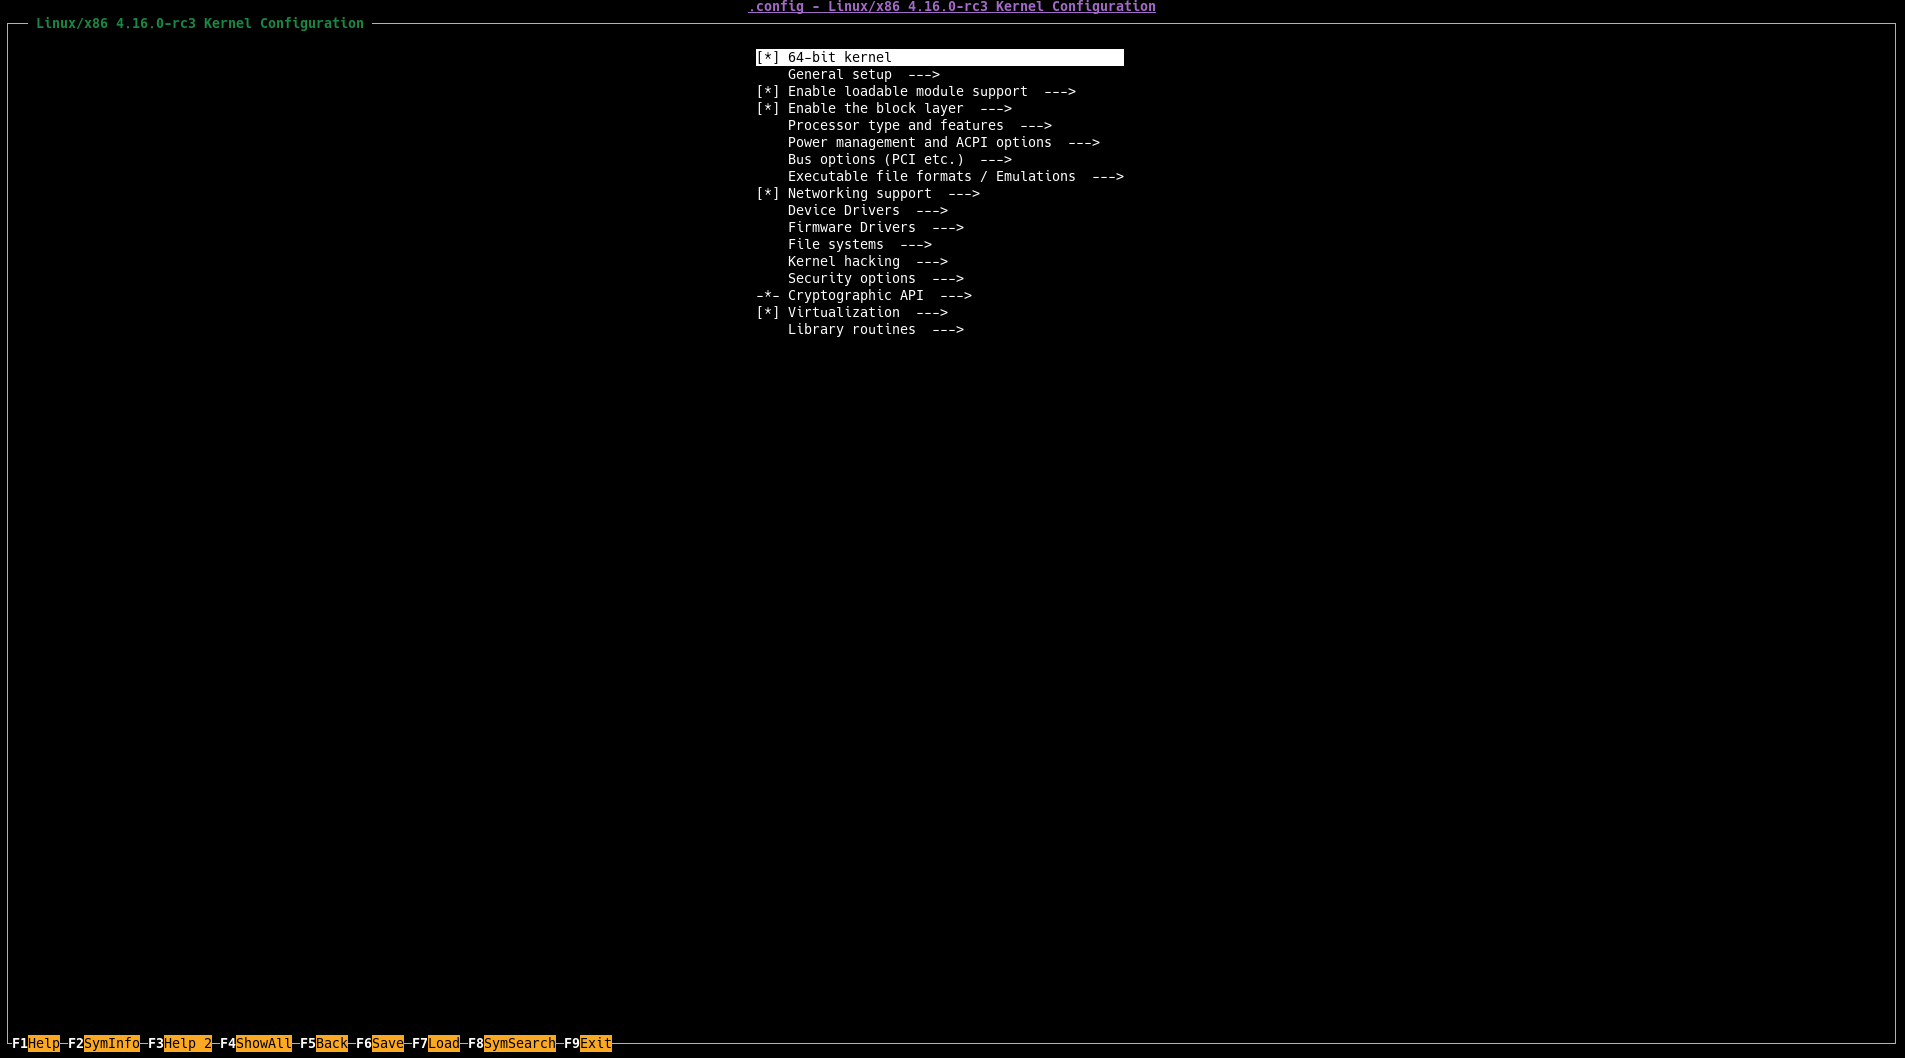 .config - Linux/x86 4.16.0-rc3 Kernel Configuration
Linux/x86 4.16.0-rc3 Kernel Configuration
[*] 64-bit kernel
General setup  --->
[*] Enable loadable module support  --->
[*] Enable the block layer  --->
Processor type and features  --->
Power management and ACPI options  --->
Bus options (PCI etc.)  --->
Executable file formats / Emulations  --->
[*] Networking support  --->
Device Drivers  --->
Firmware Drivers  --->
File systems  --->
Kernel hacking  --->
Security options  --->
-*- Cryptographic API  --->
[*] Virtualization  --->
Library routines  --->
F1Help F2SymInfo F3Help 2 F4ShowAll F5Back F6Save F7Load F8SymSearch F9Exit